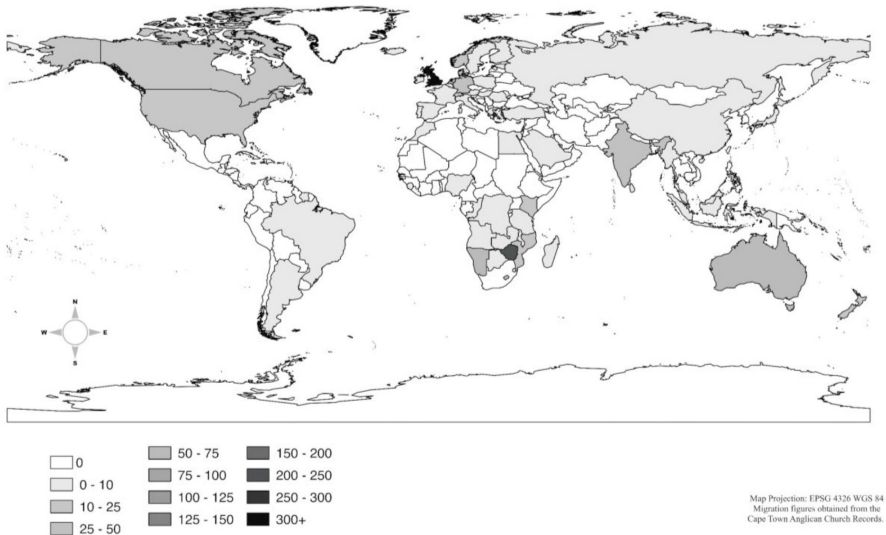 N
W E
S
0
0 - 10
10 - 25
25 - 50
50 - 75
75 - 100
100 - 125
125 - 150
150 - 200
200 - 250
250 - 300
300+
Map Projection: EPSG 4326 WGS 84
Migration figures obtained from the
Cape Town Anglican Church Records.